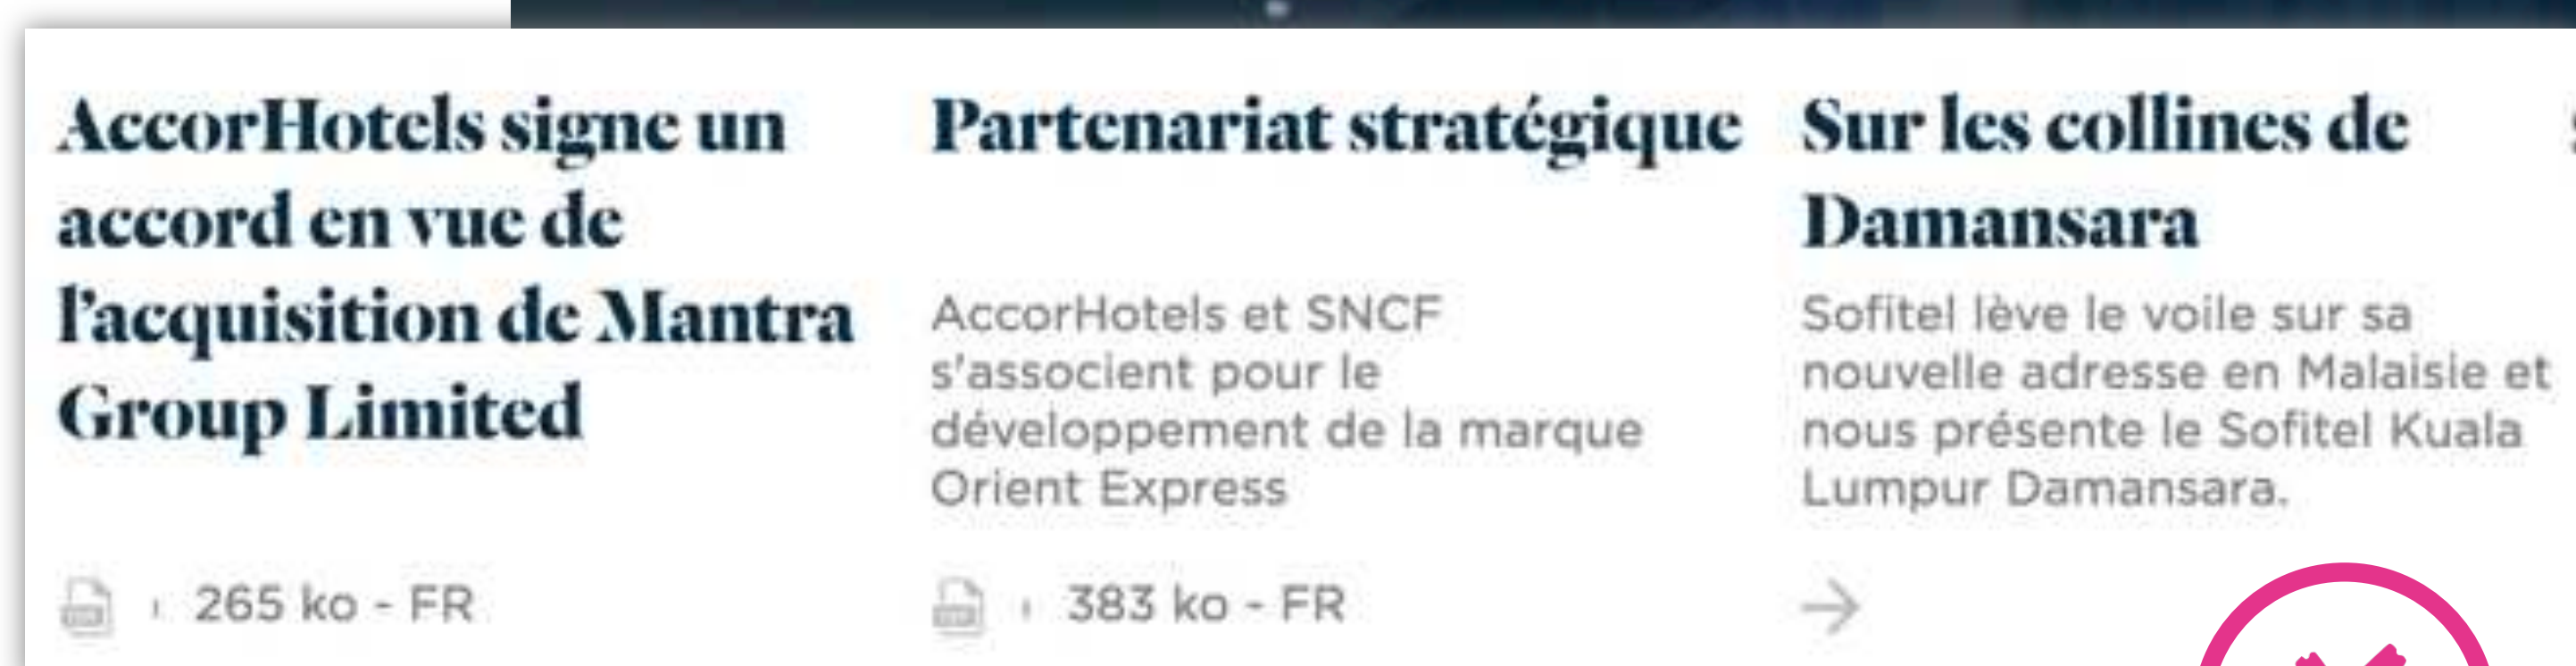 AccorHotels signe un
accord en vue de
l'acquisition de Mantra
Group Limited
265 ko - FR
Partenariat stratégique
AccorHotels et SNCF
s'associent pour le
développement de la marque
Orient Express
383 ko - FR
Sur les collines de
Damansara
Sofitel lève le voile sur sa
nouvelle adresse en Malaisie et
nous présente le Sofitel Kuala
Lumpur Damansara.